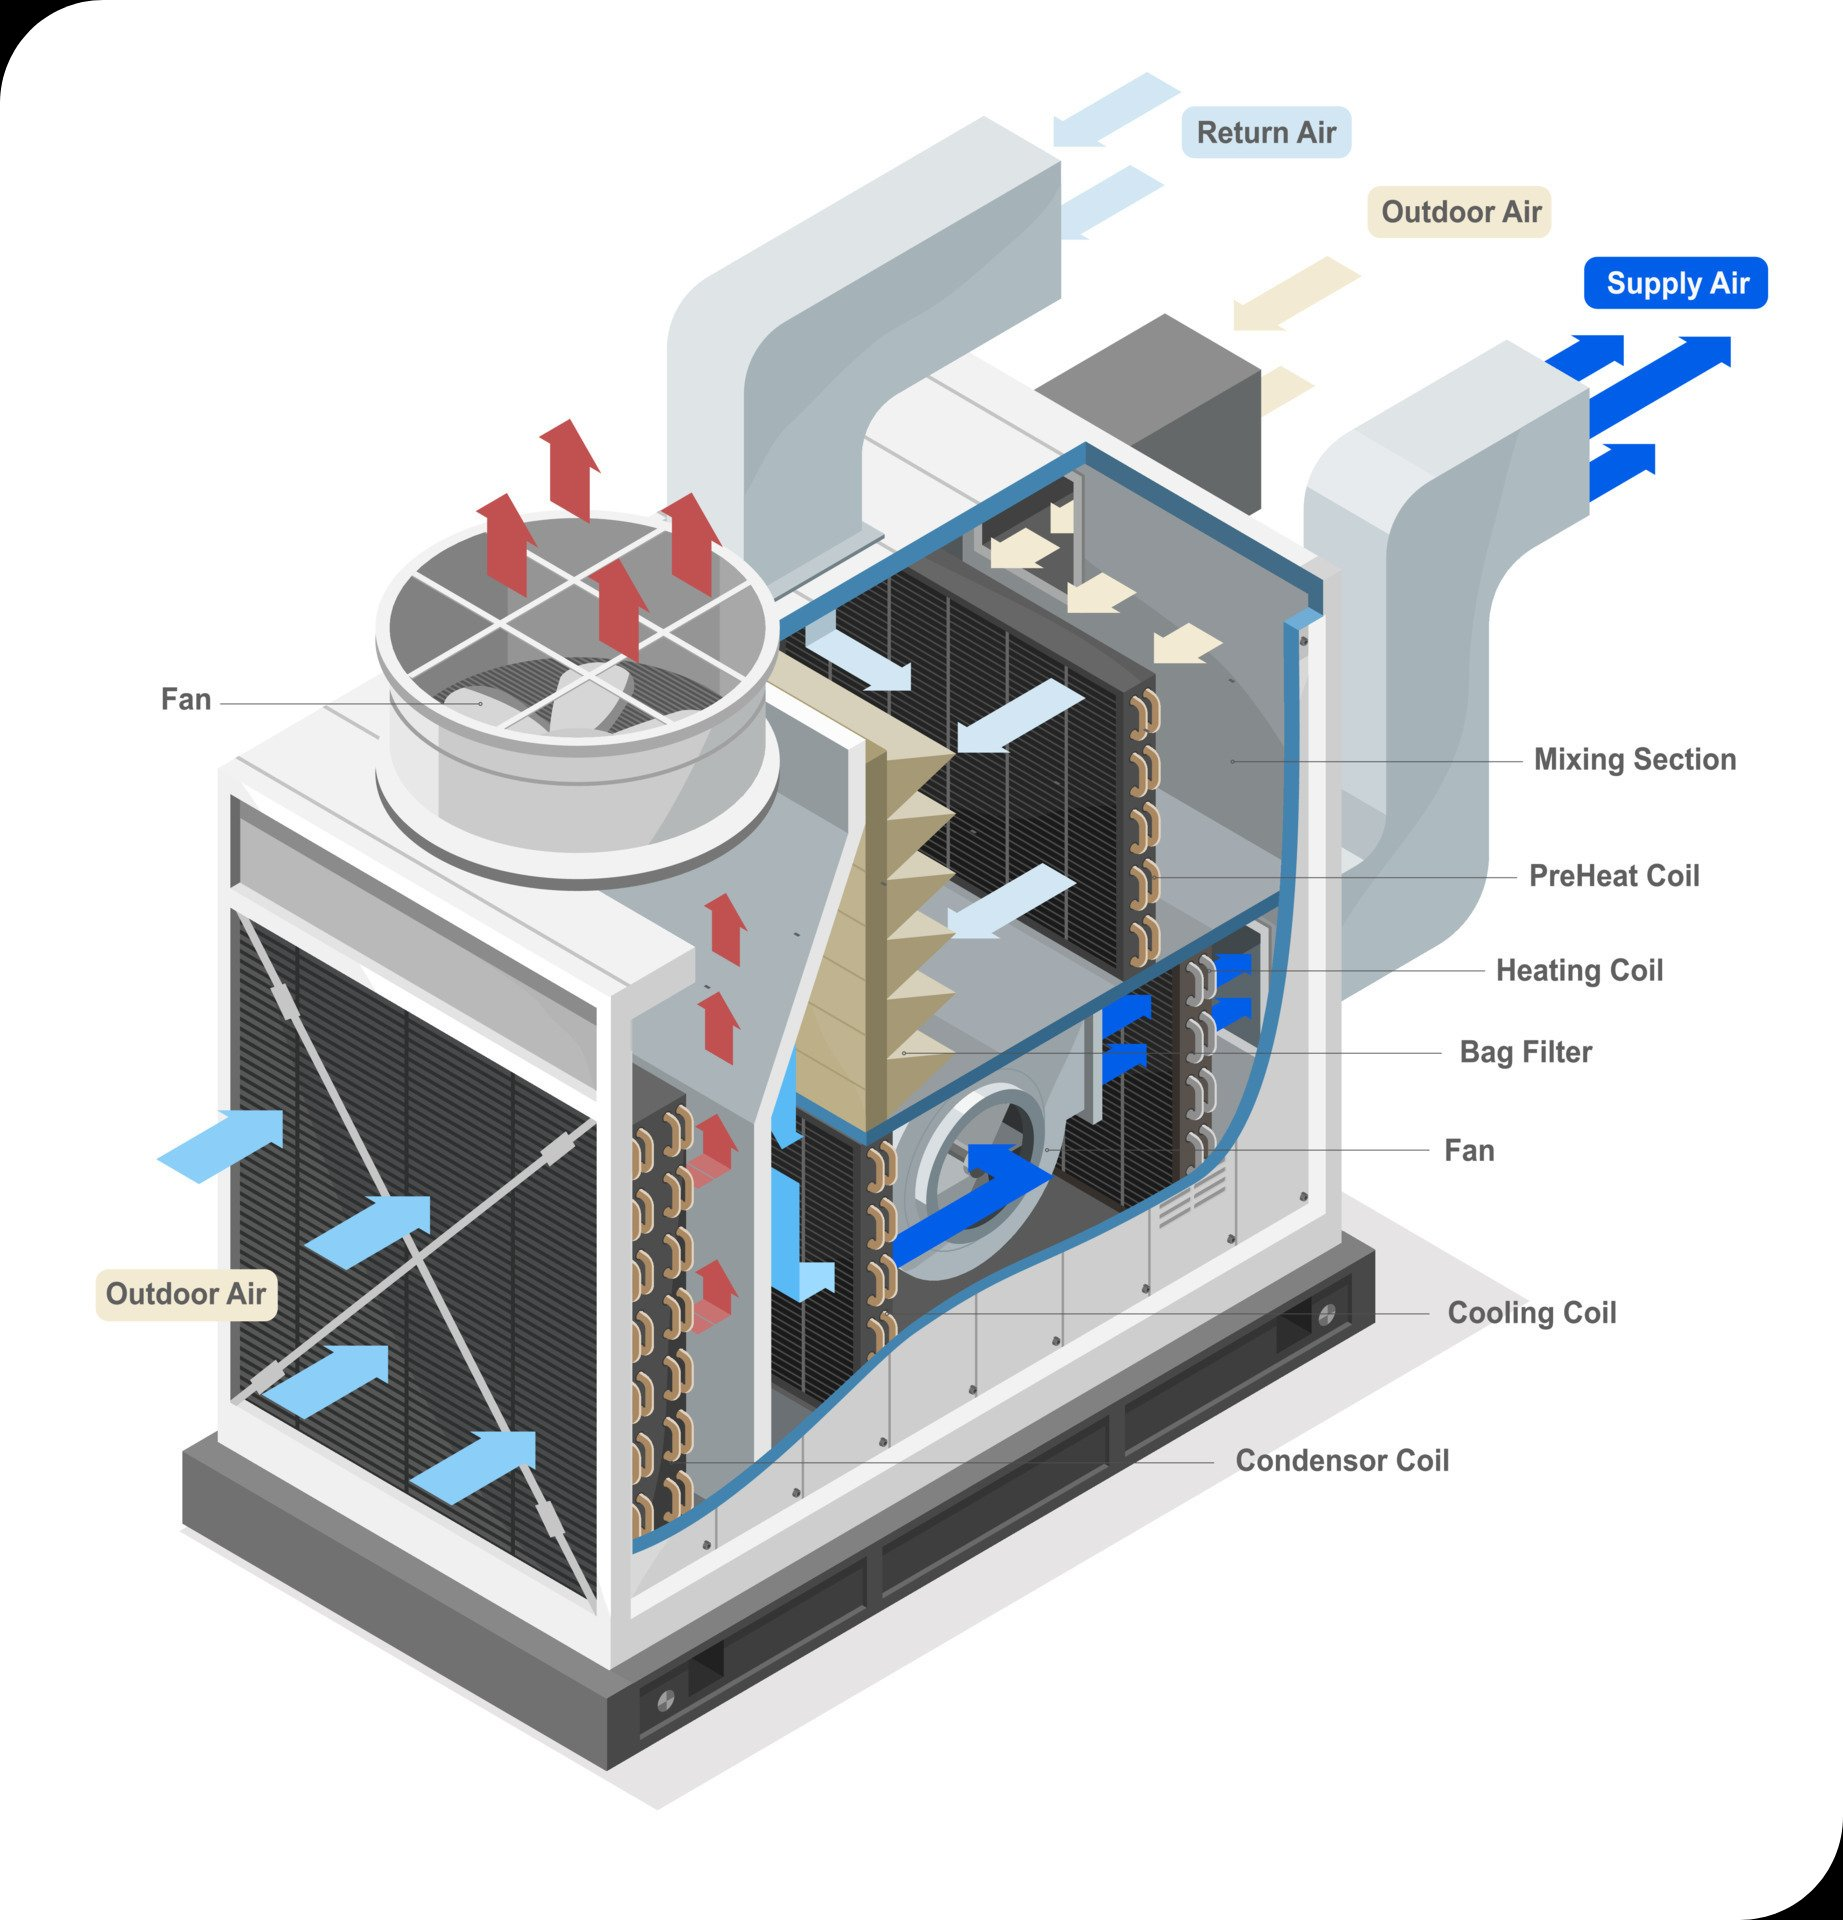 Return Air
Outdoor Air
Supply Air
Fan
Mixing Section
PreHeat Coil
Heating Coil
Bag Filter
Fan
Outdoor Air
Cooling Coil
Condensor Coil